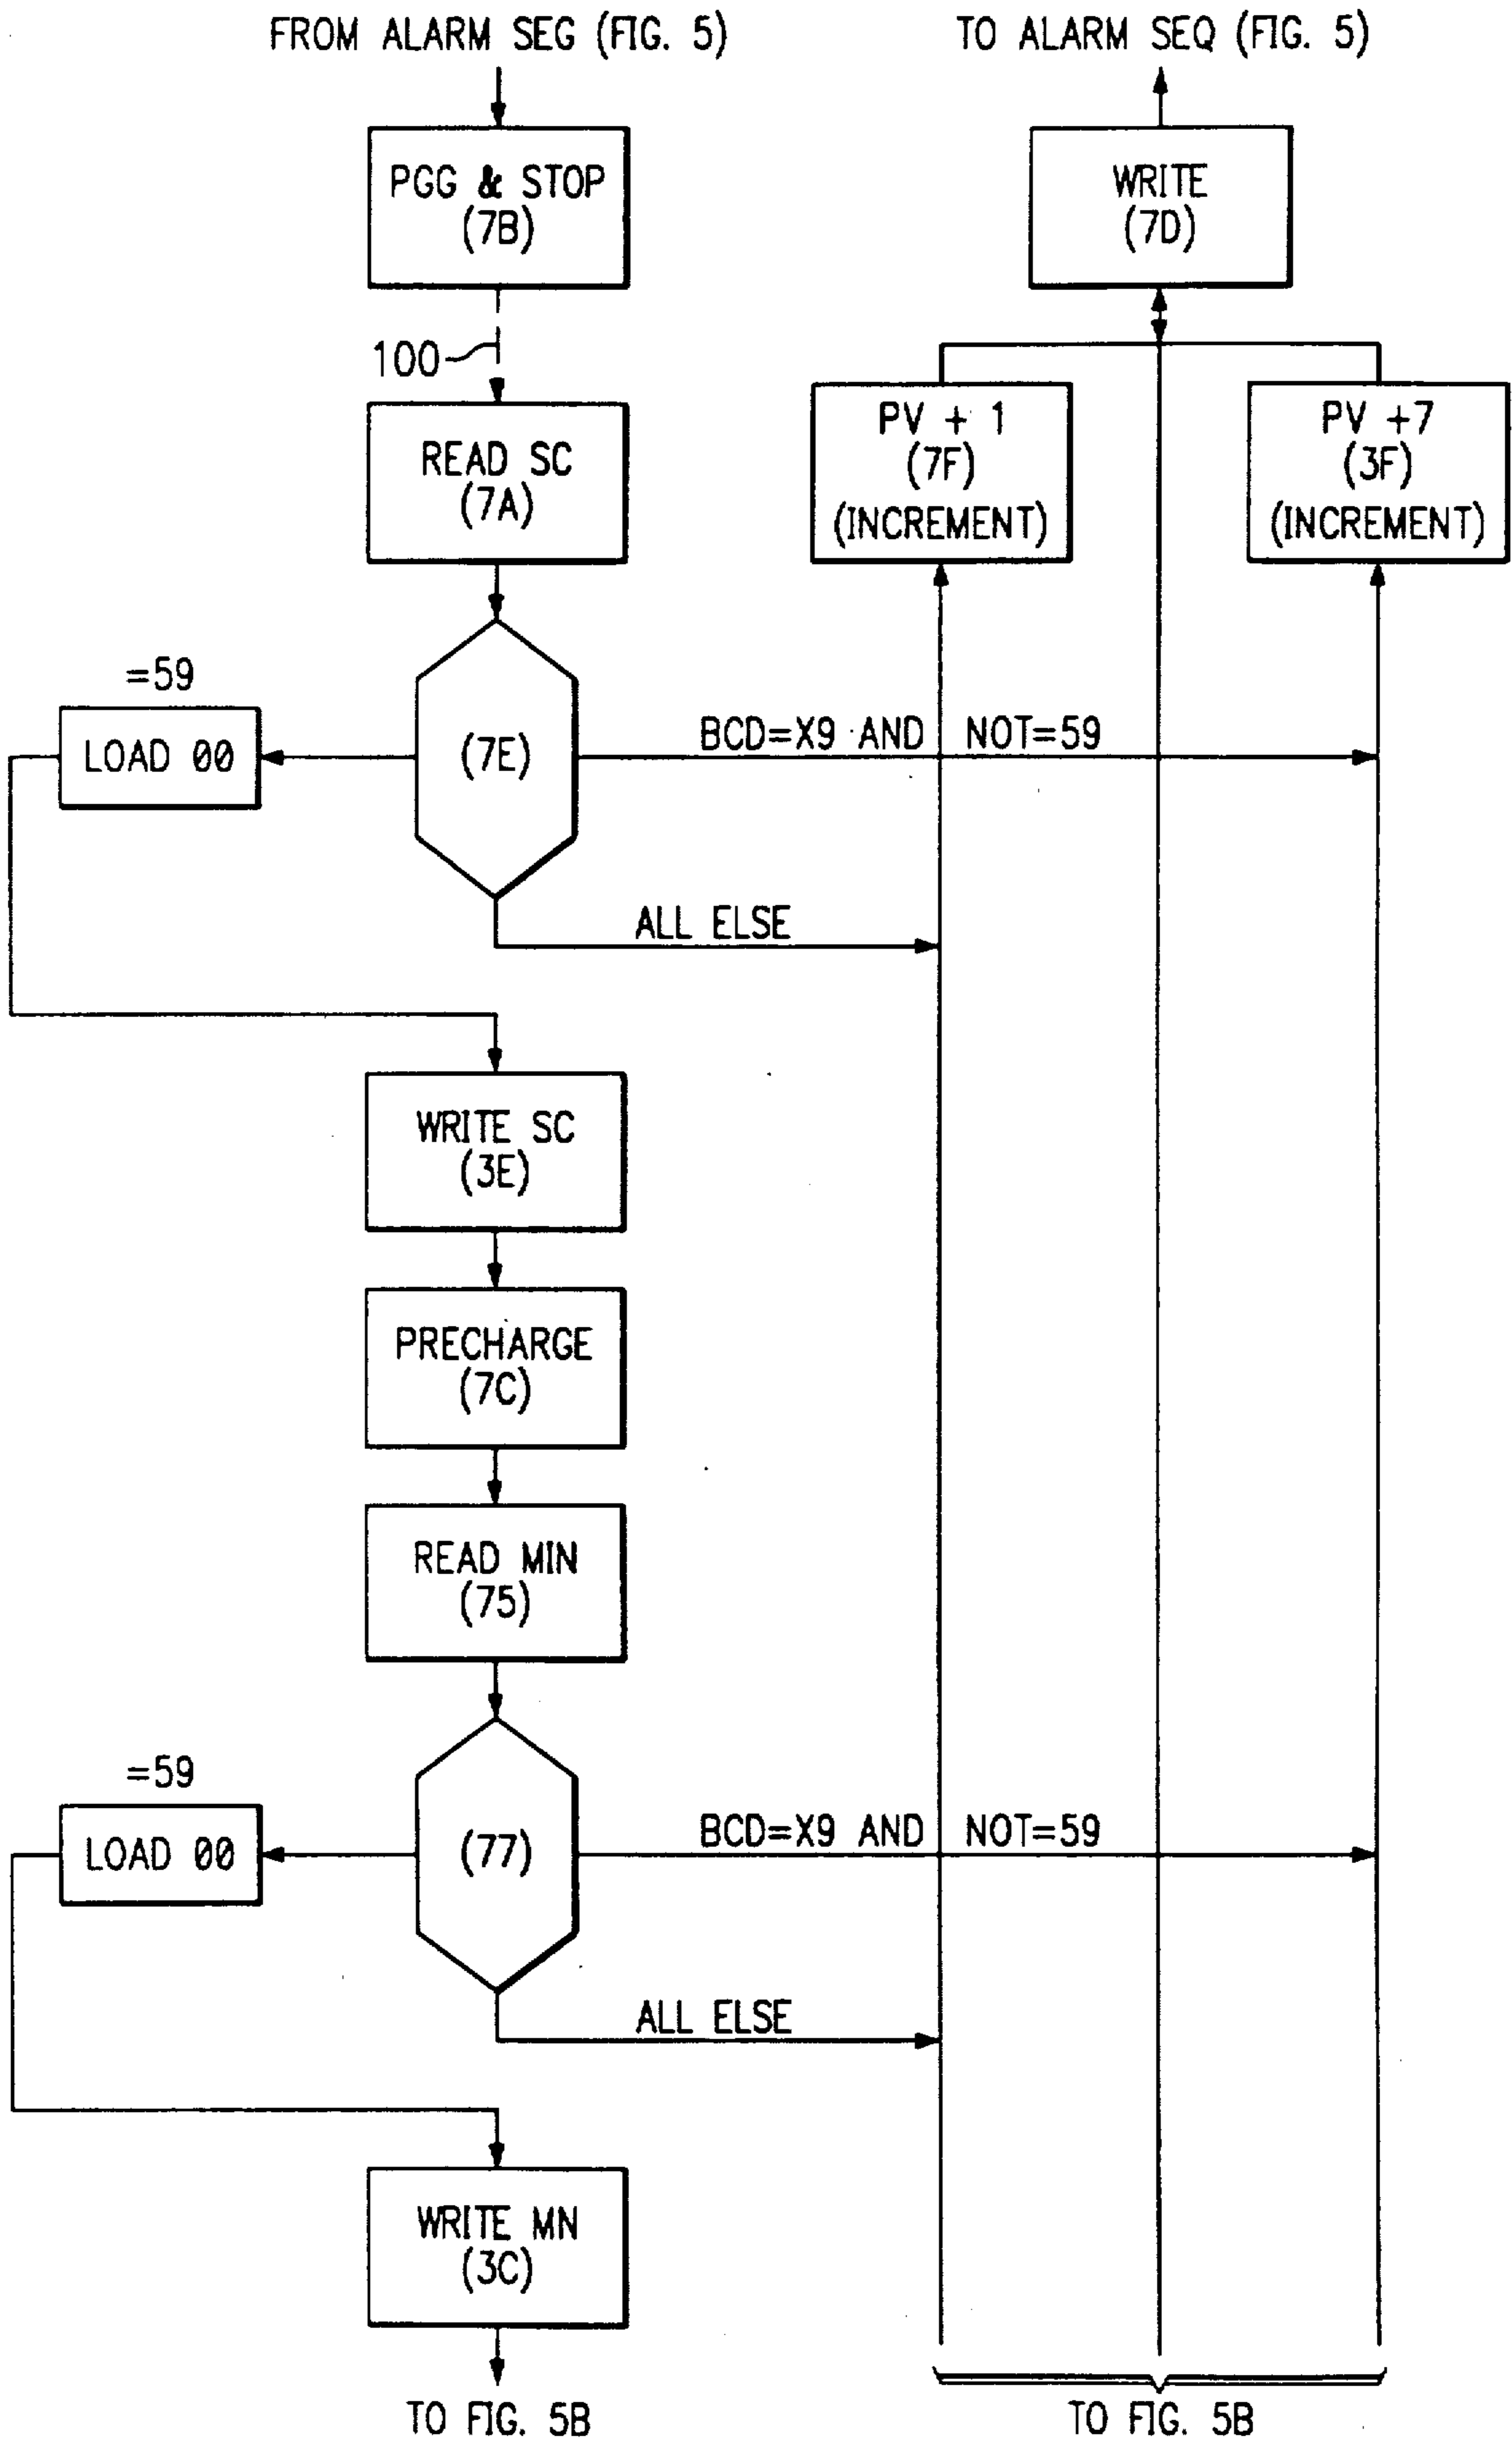 FROM ALARM SEG (FIG. 5)
TO ALARM SEQ (FIG. 5)
PGG & STOP
(7B)
WRITE
(7D)
100
READ SC
(7A)
PV + 1
(7F)
(INCREMENT)
PV +7
(3F)
(INCREMENT)
=59
LOAD 00
(7E)
BCD=X9 AND NOT=59
ALL ELSE
WRITE SC
(3E)
PRECHARGE
(7C)
READ MIN
(75)
=59
LOAD 00
(77)
BCD=X9 AND NOT=59
ALL ELSE
WRITE MN
(3C)
TO FIG. 5B
TO FIG. 5B